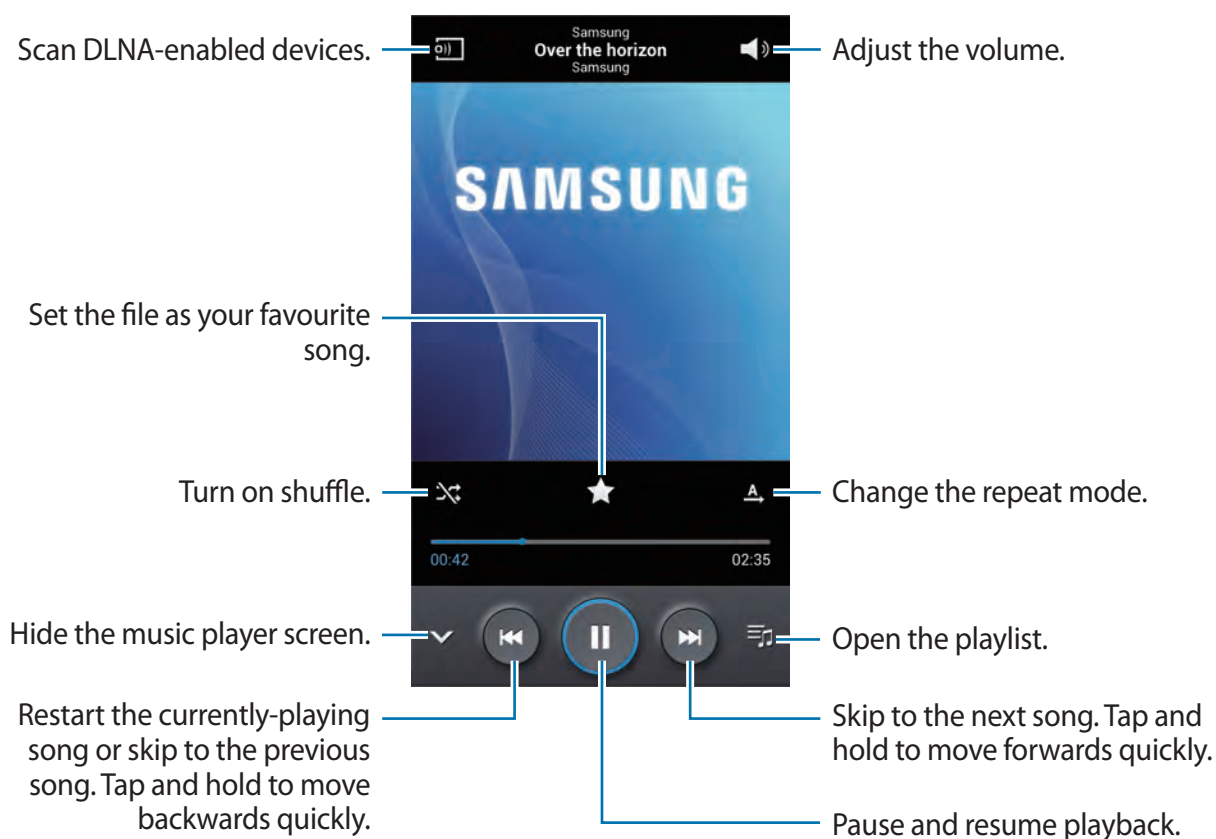 Scan DLNA-enabled devices.
Samsung
Over the horizon
Samsung
Adjust the volume.
SAMSUNG
Set the file as your favourite
song.
Turn on shuffle.
A
Change the repeat mode.
00:42
02:35
Hide the music player screen.
Open the playlist.
Restart the currently-playing
song or skip to the previous
song. Tap and hold to move
backwards quickly.
Skip to the next song. Tap and
hold to move forwards quickly.
Pause and resume playback.